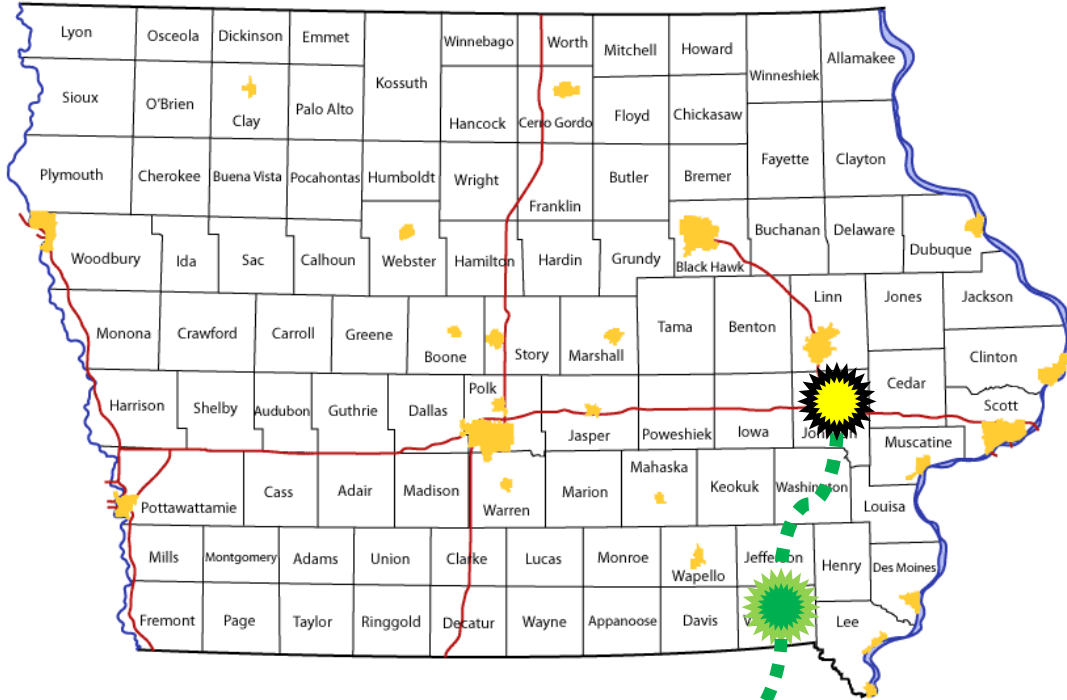 Lyon
Osceola
Dickinson
Emmet
Kossuth
Winnebago
Worth
Mitchell
Howard
Winneshiek
Allamakee
Sioux
O'Brien
Clay
Palo Alto
Hancock
Cerro Gordo
Floyd
Chickasaw
Plymouth
Cherokee
Buena Vista
Pocahontas
Humboldt
Wright
Franklin
Butler
Bremer
Fayette
Clayton
Woodbury
Ida
Sac
Calhoun
Webster
Hamilton
Hardin
Grundy
Black Hawk
Buchanan
Delaware
Dubuque
Monona
Crawford
Carroll
Greene
Boone
Story
Marshall
Tama
Benton
Linn
Jones
Jackson
Clinton
Harrison
Shelby
Audubon
Guthrie
Dallas
Polk
Jasper
Poweshiek
Iowa
Cedar
Scott
Muscatine
Pottawattamie
Cass
Adair
Madison
Warren
Marion
Mahaska
Keokuk
Washington
Louisa
Mills
Montgomery
Adams
Union
Clarke
Lucas
Monroe
Wapello
Jefferson
Henry
Des Moines
Fremont
Page
Taylor
Ringgold
Decatur
Wayne
Appanoose
Davis
Lee